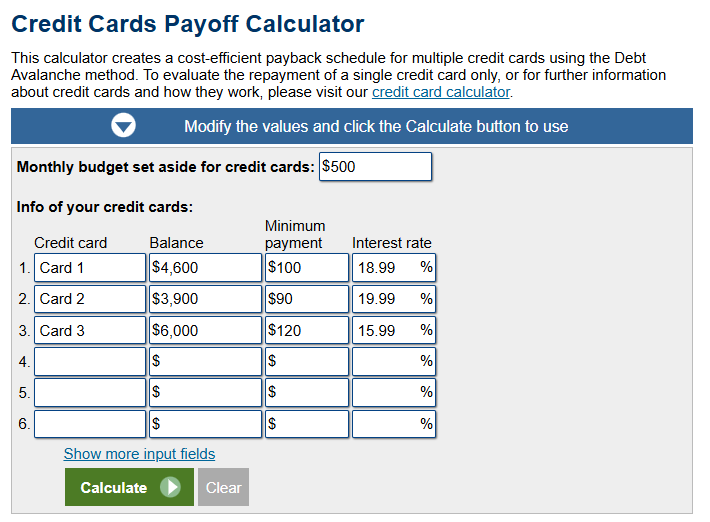 Credit Cards Payoff Calculator
This calculator creates a cost-efficient payback schedule for multiple credit cards using the Debt
Avalanche method. To evaluate the repayment of a single credit card only, or for further information
about credit cards and how they work, please visit our credit card calculator.
Modify the values and click the Calculate button to use
Monthly budget set aside for credit cards: $500
Info of your credit cards:
Minimum
Credit card Balance payment Interest rate
1. Card 1 $4,600 $100 18.99 %
2. Card 2 $3,900 $90 19.99 %
3. Card 3 $6,000 $120 15.99 %
4. $ $ %
5. $ $ %
6. $ $ %
Show more input fields
Calculate Clear